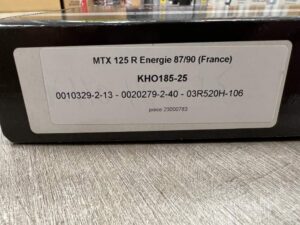 MTX 125 R Energie 87/90 (France)
KHO185-25
0010329-2-13 - 0020279-2-40 - 03R520H-106
piece 23000783